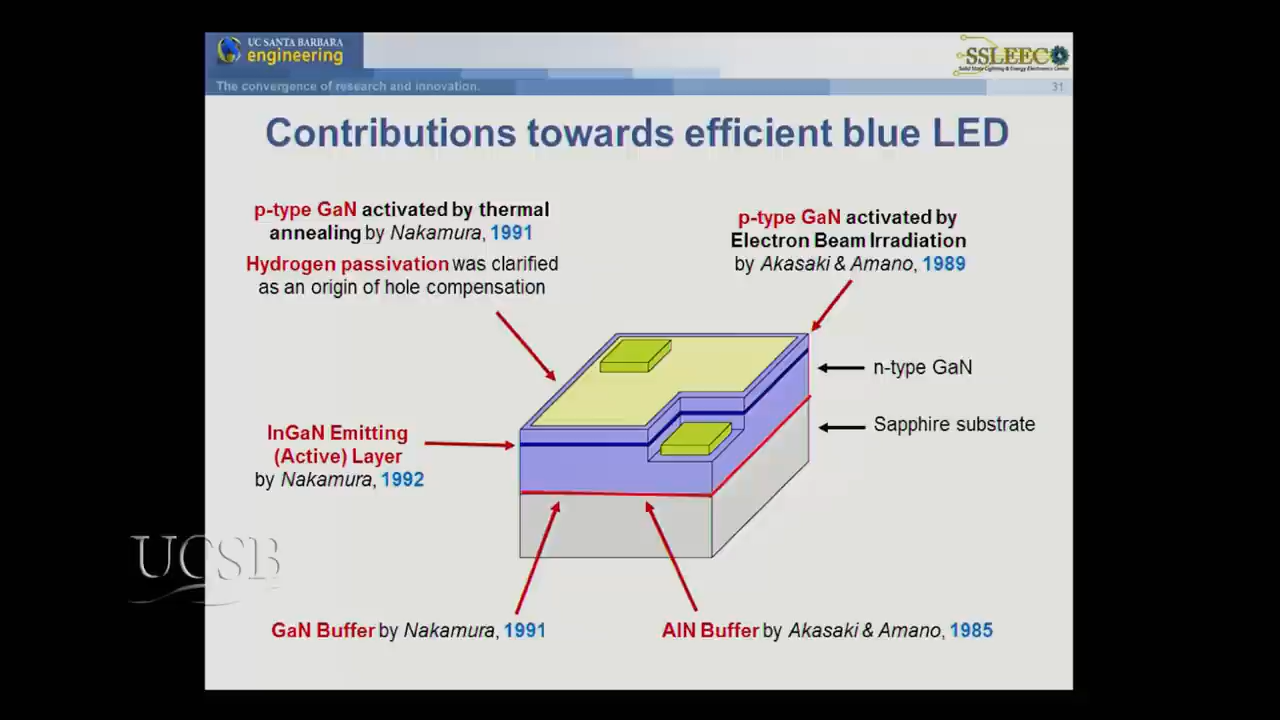 UC SANTA BARBARA
engineering
SSLEEC
Solid State Lighting & Energy Electronics Center
The convergence of research and innovation.
31
Contributions towards efficient blue LED
p-type GaN activated by thermal
annealing by Nakamura, 1991
Hydrogen passivation was clarified
as an origin of hole compensation
p-type GaN activated by
Electron Beam Irradiation
by Akasaki & Amano, 1989
n-type GaN
Sapphire substrate
InGaN Emitting
(Active) Layer
by Nakamura, 1992
UCSB
GaN Buffer by Nakamura, 1991
AlN Buffer by Akasaki & Amano, 1985